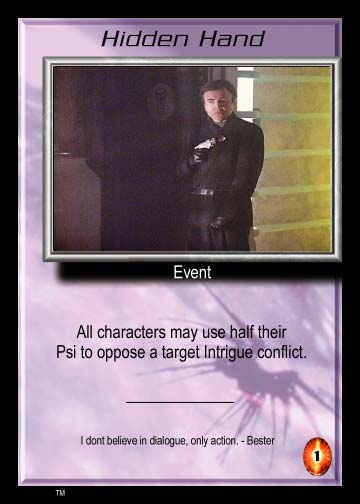 Hidden Hand
Event
All characters may use half their
Psi to oppose a target Intrigue conflict.
I dont believe in dialogue, only action. - Bester
1
TM